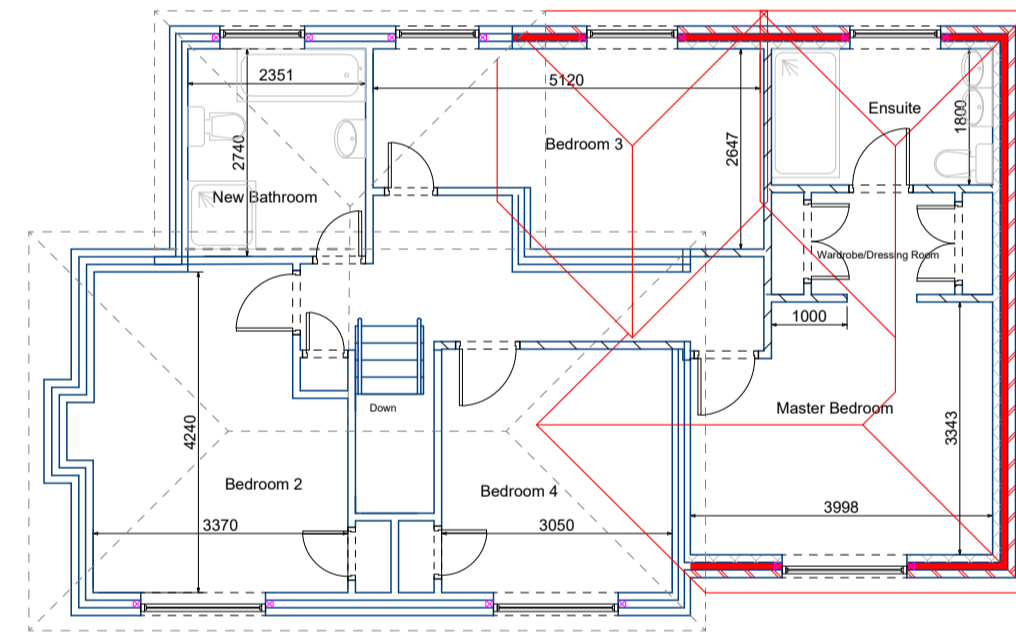 2351
5120
2740
New Bathroom
Bedroom 3
2647
Ensuite
1800
Wardrobe/Dressing Room
1000
Down
4240
Bedroom 2
3370
Bedroom 4
3050
Master Bedroom
3343
3998